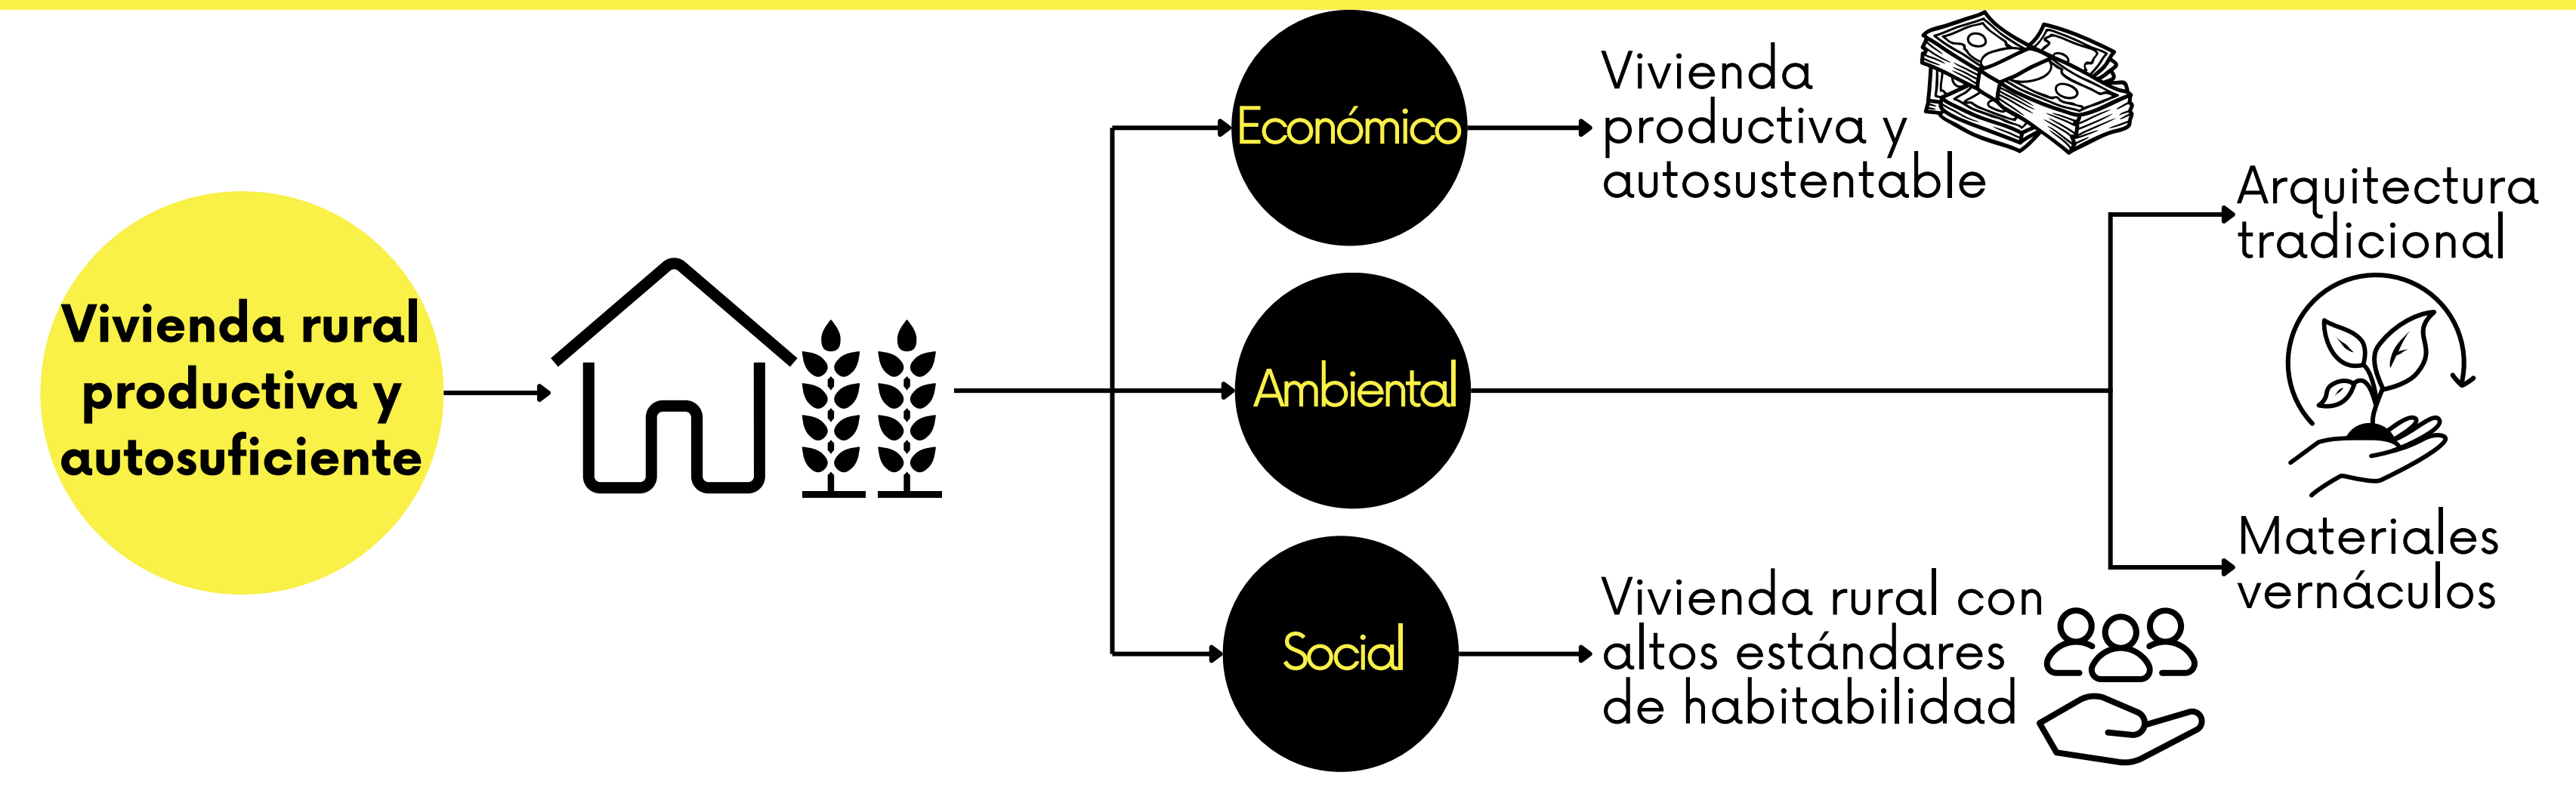 Vivienda rural
productiva y
autosuficiente
Económico
Vivienda
productiva y
autosustentable
Ambiental
Arquitectura
tradicional
Materiales
vernáculos
Social
Vivienda rural con
altos estándares
de habitabilidad